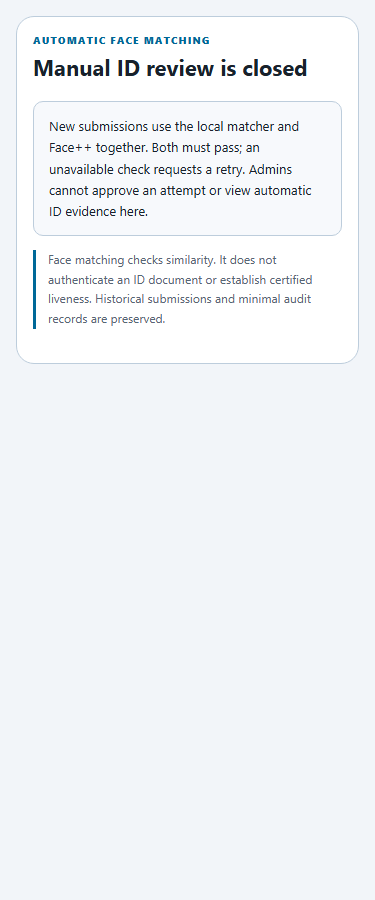 AUTOMATIC FACE MATCHING
Manual ID review is closed
New submissions use the local matcher and
Face++ together. Both must pass; an
unavailable check requests a retry. Admins
cannot approve an attempt or view automatic
ID evidence here.
Face matching checks similarity. It does not
authenticate an ID document or establish certified
liveness. Historical submissions and minimal audit
records are preserved.